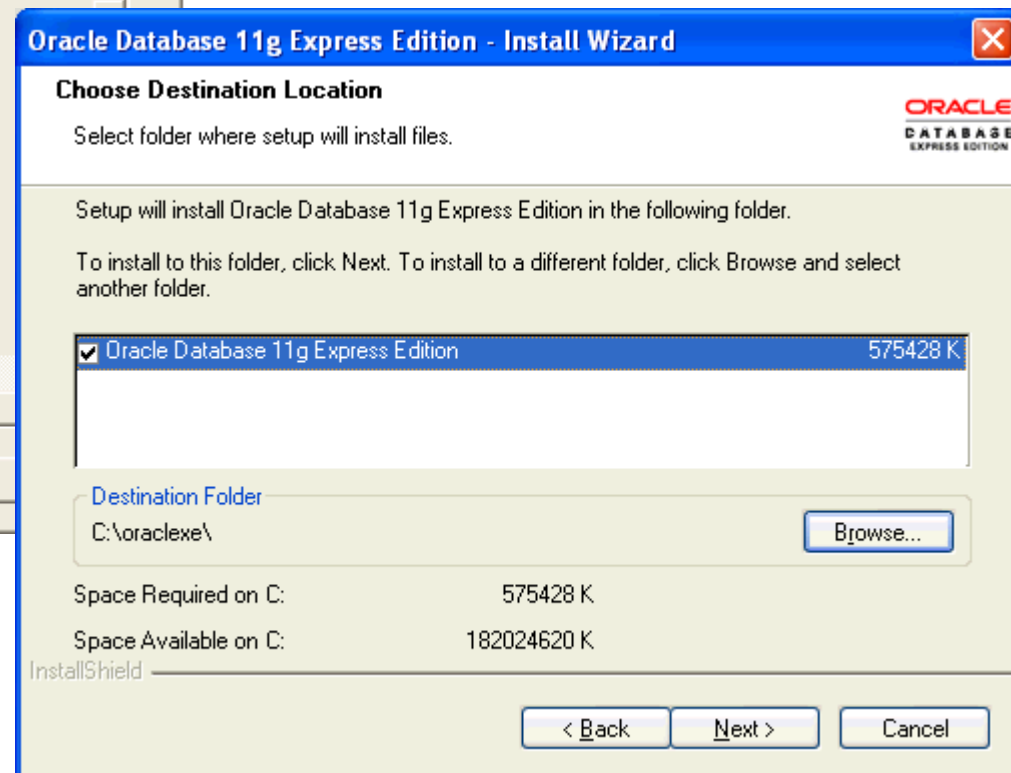 Oracle Database 11g Express Edition - Install Wizard
Choose Destination Location
Select folder where setup will install files.
ORACLE
DATABASE
EXPRESS EDITION
Setup will install Oracle Database 11g Express Edition in the following folder.
To install to this folder, click Next. To install to a different folder, click Browse and select
another folder.
Oracle Database 11g Express Edition 575428 K
Destination Folder
C:\oraclexe\
Browse...
Space Required on C: 575428 K
Space Available on C: 182024620 K
InstallShield
< Back Next > Cancel